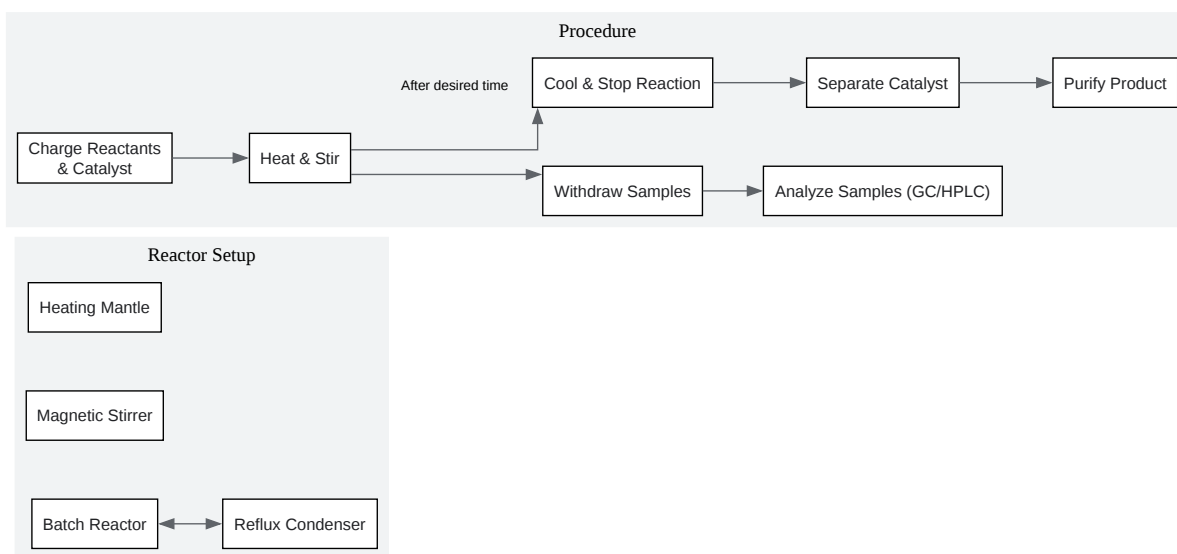 Procedure
After desired time
Cool & Stop Reaction
Separate Catalyst
Purify Product
Charge Reactants
& Catalyst
Heat & Stir
Withdraw Samples
Analyze Samples (GC/HPLC)
Reactor Setup
Heating Mantle
Magnetic Stirrer
Batch Reactor
Reflux Condenser